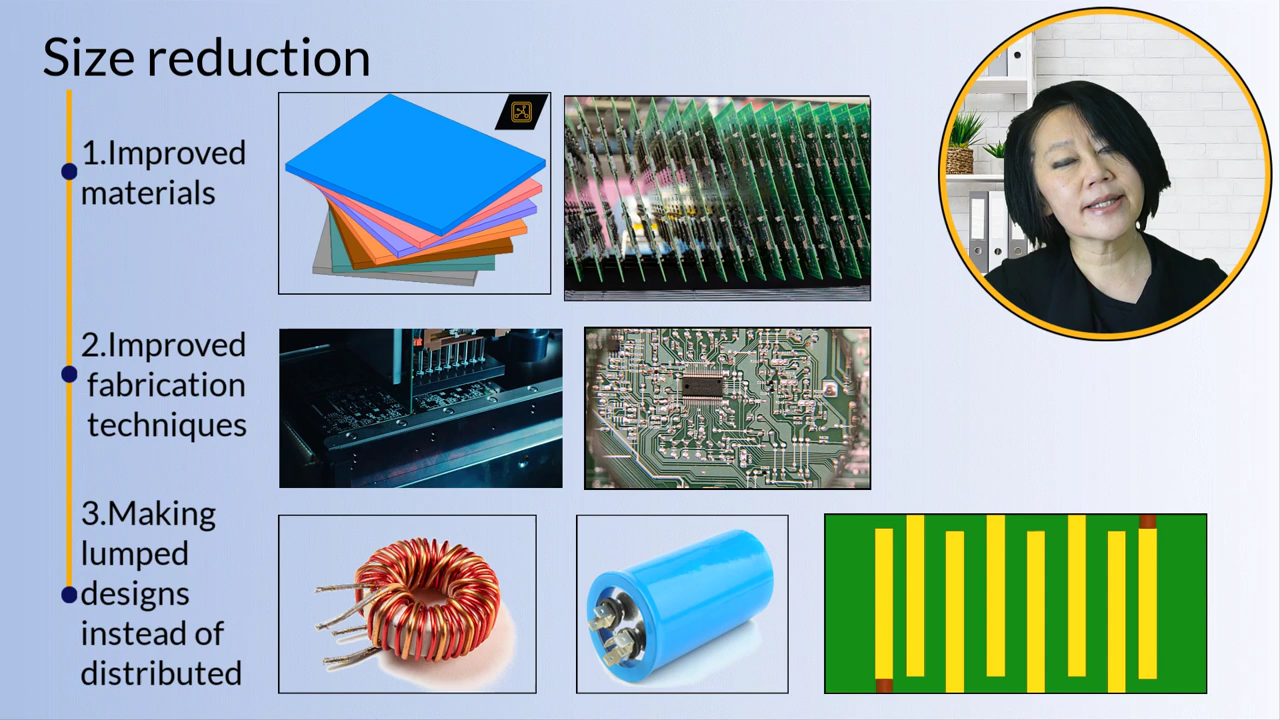 Size reduction
1.Improved
materials
2.Improved
fabrication
techniques
3.Making
lumped
designs
instead of
distributed